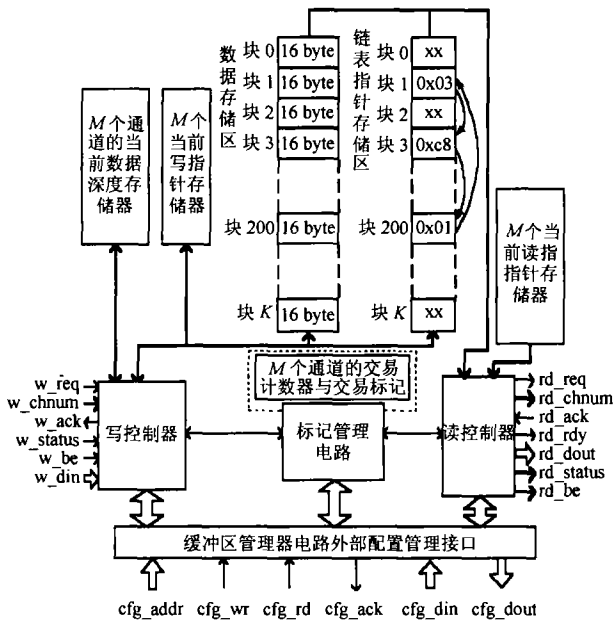 数据存储区
块 0 16 byte
块 1 16 byte
块 2 16 byte
块 3 16 byte
块 200 16 byte
块 K 16 byte
链表指针存储区
块 0 xx
块 1 0x03
块 2 xx
块 3 0xc8
块 200 0x01
块 K xx
M 个通
道的当
前数据
深度存
储器
M 个
当前
写指
针存
储器
M 个当
前读指
指针存
储器
M 个通道的交易
计数器与交易标记
w_req
w_chnum
w_ack
w_status
w_be
w_din
写控制器
标记管理
电路
读控制器
rd_req
rd_chnum
rd_ack
rd_rdy
rd_dout
rd_status
rd_be
缓冲区管理器电路外部配置管理接口
cfg_addr cfg_wr cfg_rd cfg_ack cfg_din cfg_dout